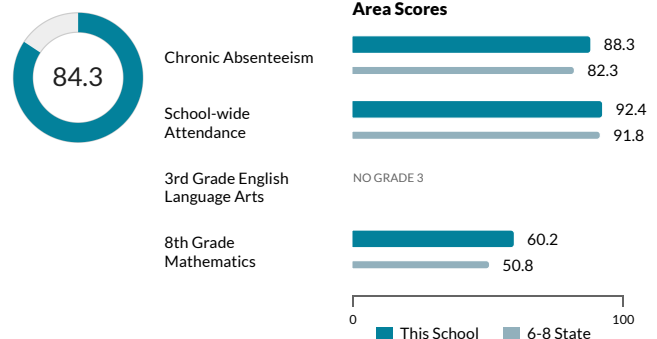 Area Scores
84.3
Chronic Absenteeism
88.3
82.3
School-wide
Attendance
92.4
91.8
3rd Grade English
Language Arts
NO GRADE 3
8th Grade
Mathematics
60.2
50.8
0
100
This School
6-8 State